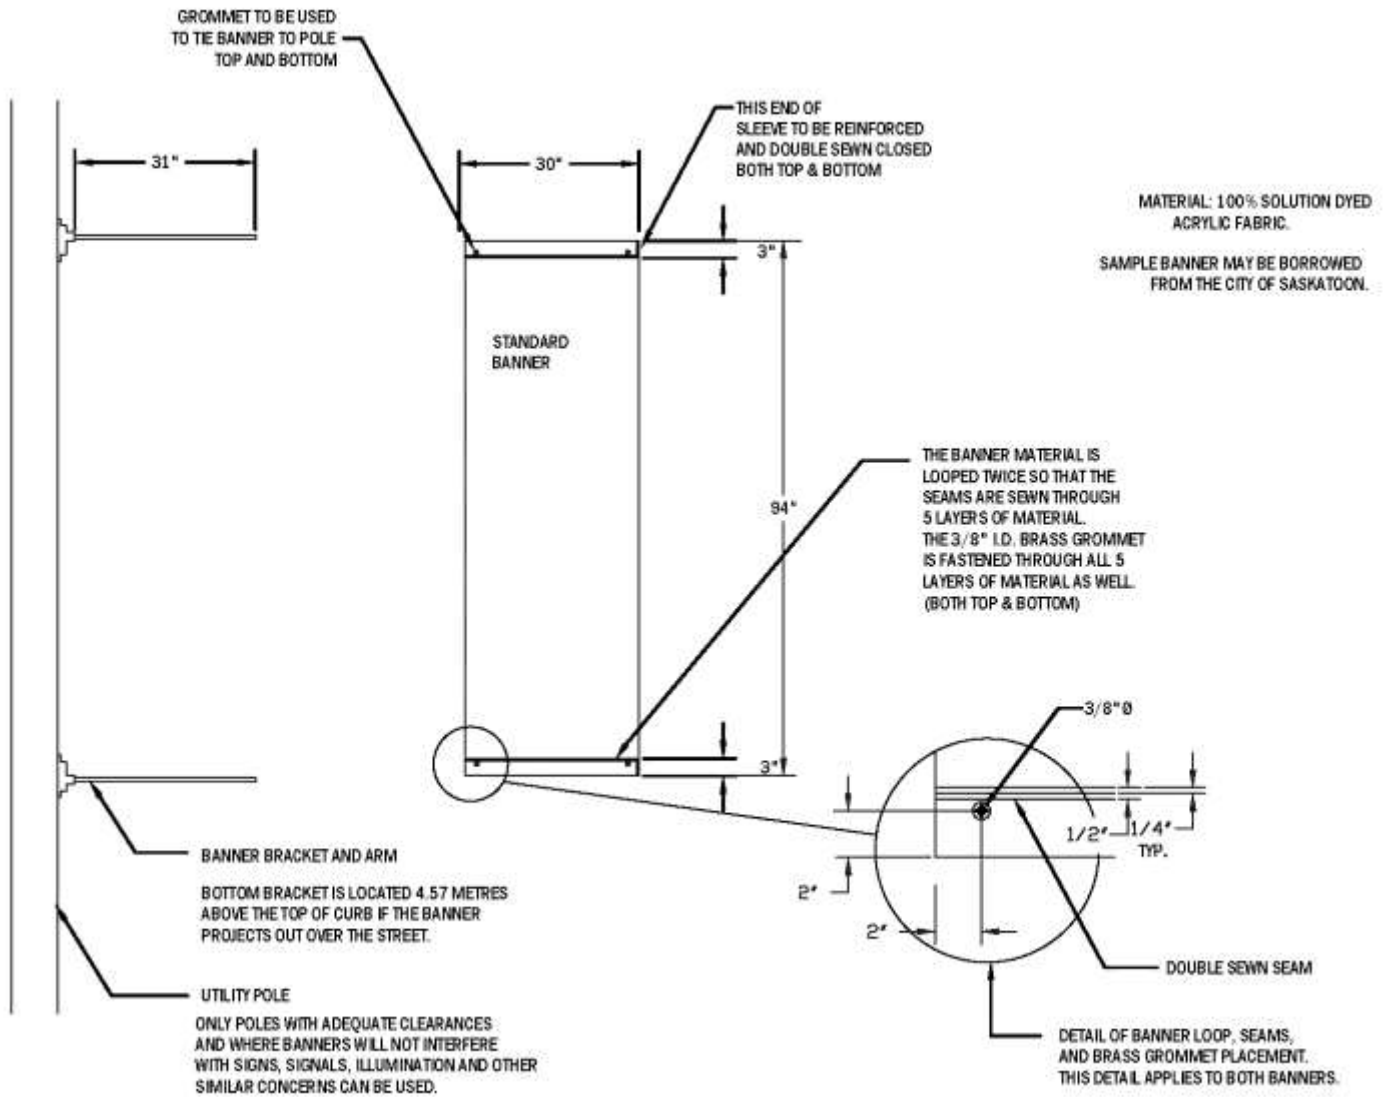 GROMMET TO BE USED
TO TIE BANNER TO POLE
TOP AND BOTTOM
THIS END OF
SLEEVE TO BE REINFORCED
AND DOUBLE SEWN CLOSED
BOTH TOP & BOTTOM
31"
30"
3"
MATERIAL: 100% SOLUTION DYED
ACRYLIC FABRIC.
SAMPLE BANNER MAY BE BORROWED
FROM THE CITY OF SASKATOON.
STANDARD
BANNER
94"
THE BANNER MATERIAL IS
LOOPED TWICE SO THAT THE
SEAMS ARE SEWN THROUGH
5 LAYERS OF MATERIAL.
THE 3/8" I.D. BRASS GROMMET
IS FASTENED THROUGH ALL 5
LAYERS OF MATERIAL AS WELL.
(BOTH TOP & BOTTOM)
3"
3/8"Ø
1/2"
1/4"
TYP.
2"
2"
BANNER BRACKET AND ARM
BOTTOM BRACKET IS LOCATED 4.57 METRES
ABOVE THE TOP OF CURB IF THE BANNER
PROJECTS OUT OVER THE STREET.
DOUBLE SEWN SEAM
UTILITY POLE
ONLY POLES WITH ADEQUATE CLEARANCES
AND WHERE BANNERS WILL NOT INTERFERE
WITH SIGNS, SIGNALS, ILLUMINATION AND OTHER
SIMILAR CONCERNS CAN BE USED.
DETAIL OF BANNER LOOP, SEAMS,
AND BRASS GROMMET PLACEMENT.
THIS DETAIL APPLIES TO BOTH BANNERS.